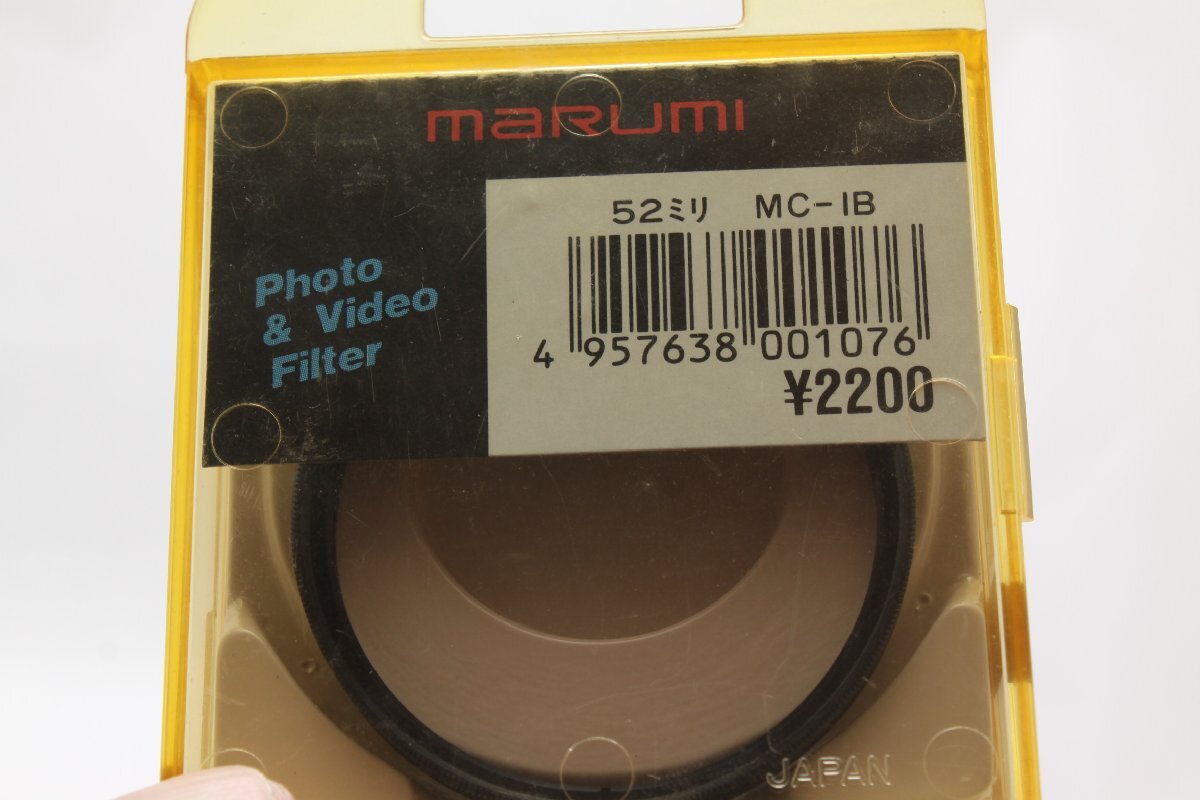 marumi
52ミリ MC-1B
4 957638 001076
¥2200
Photo
& Video
Filter
JAPAN